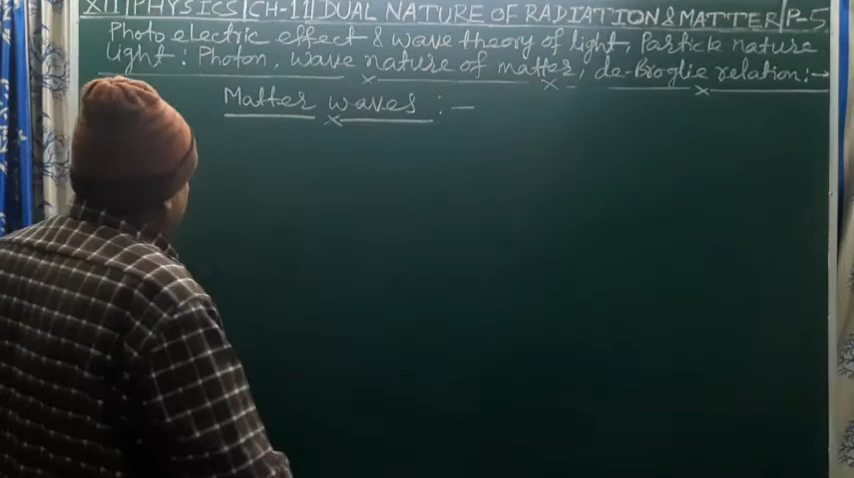 XII|PHYSICS|CH-11|DUAL NATURE OF RADIATION & MATTER|P-5
Photo electric effect & wave theory of light, Particle nature
light : Photon, wave nature of matter, de-Broglie relation:→
Matter waves :-